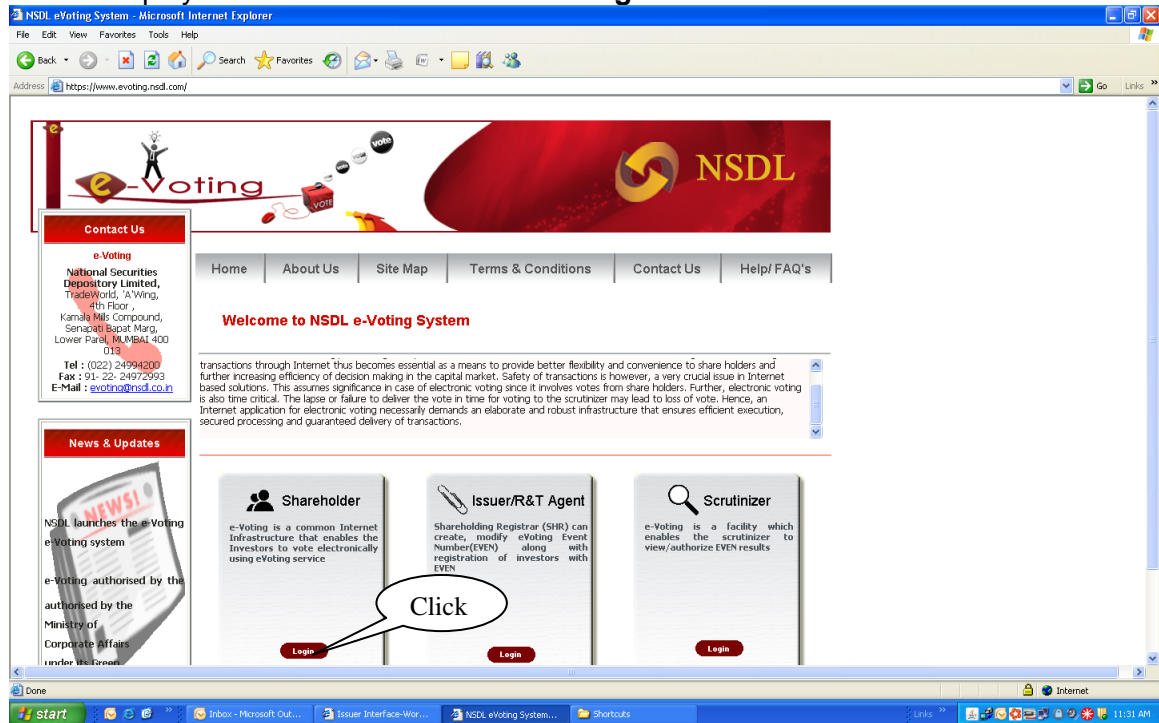 NSDL eVoting System - Microsoft Internet Explorer
File Edit View Favorites Tools Help
Back Search Favorites
Address https://www.evoting.nsdl.com/ Go Links »
e-Voting
vote
vote
VOTE
NSDL
Contact Us
e-Voting
National Securities
Depository Limited,
TradeWorld, 'A'Wing,
4th Floor ,
Kamala Mills Compound,
Senapati Bapat Marg,
Lower Parel, MUMBAI 400
013
Tel : (022) 24994200
Fax : 91- 22- 24972993
E-Mail : evoting@nsdl.co.in
Home About Us Site Map Terms & Conditions Contact Us Help/ FAQ's
Welcome to NSDL e-Voting System
transactions through Internet thus becomes essential as a means to provide better flexibility and convenience to share holders and
further increasing efficiency of decision making in the capital market. Safety of transactions is however, a very crucial issue in Internet
based solutions. This assumes significance in case of electronic voting since it involves votes from share holders. Further, electronic voting
is also time critical. The lapse or failure to deliver the vote in time for voting to the scrutinizer may lead to loss of vote. Hence, an
Internet application for electronic voting necessarily demands an elaborate and robust infrastructure that ensures efficient execution,
secured processing and guaranteed delivery of transactions.
News & Updates
NEWS!
NSDL launches the e-Voting
e-Voting system
e-Voting authorised by the
authorised by the
Ministry of
Corporate Affairs
under its Green
Shareholder
e-Voting is a common Internet
Infrastructure that enables the
Investors to vote electronically
using eVoting service
Login
Click
Issuer/R&T Agent
Shareholding Registrar (SHR) can
create, modify eVoting Event
Number(EVEN) along with
registration of investors with
EVEN
Login
Scrutinizer
e-Voting is a facility which
enables the scrutinizer to
view/authorize EVEN results
Login
Done Internet
start Inbox - Microsoft Out... Issuer Interface-Wor... NSDL eVoting System... Shortcuts Links » 11:31 AM